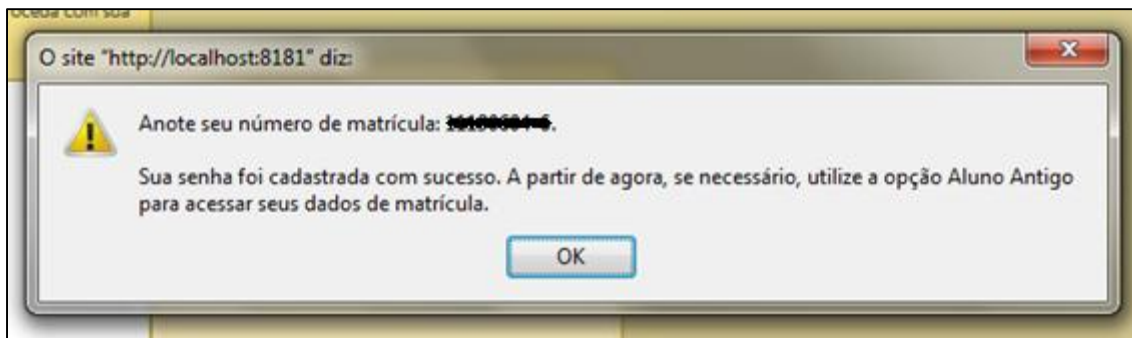 oceda com sua
O site "http://localhost:8181" diz:
Anote seu número de matrícula:
Sua senha foi cadastrada com sucesso. A partir de agora, se necessário, utilize a opção Aluno Antigo
para acessar seus dados de matrícula.
OK